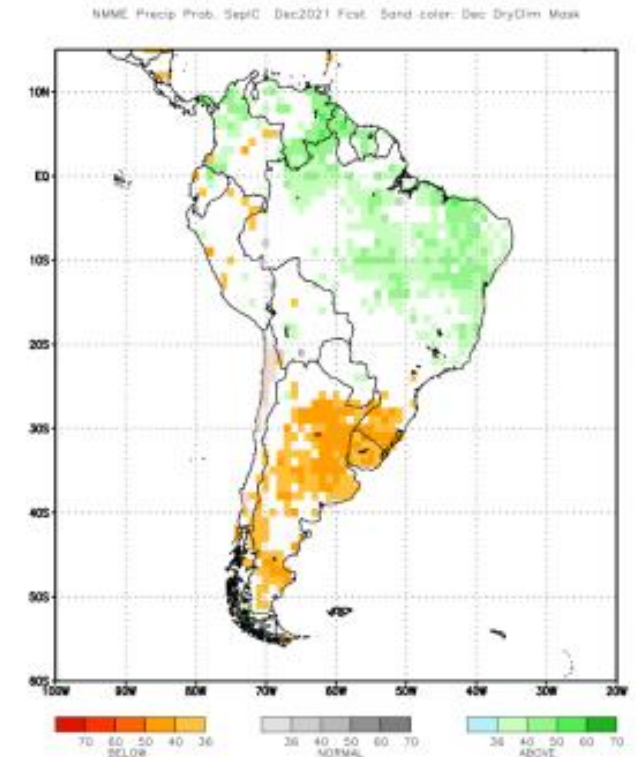 NMME Precip Prob. SepIC Dec2021 Fcst Sand color: Dec DryClim Mask
10N
EQ
10S
20S
30S
40S
50S
60S
100W 90W 80W 70W 60W 50W 40W 30W 20W
70 60 50 40 36 36 40 50 60 70 36 40 50 60 70
BELOW NORMAL ABOVE